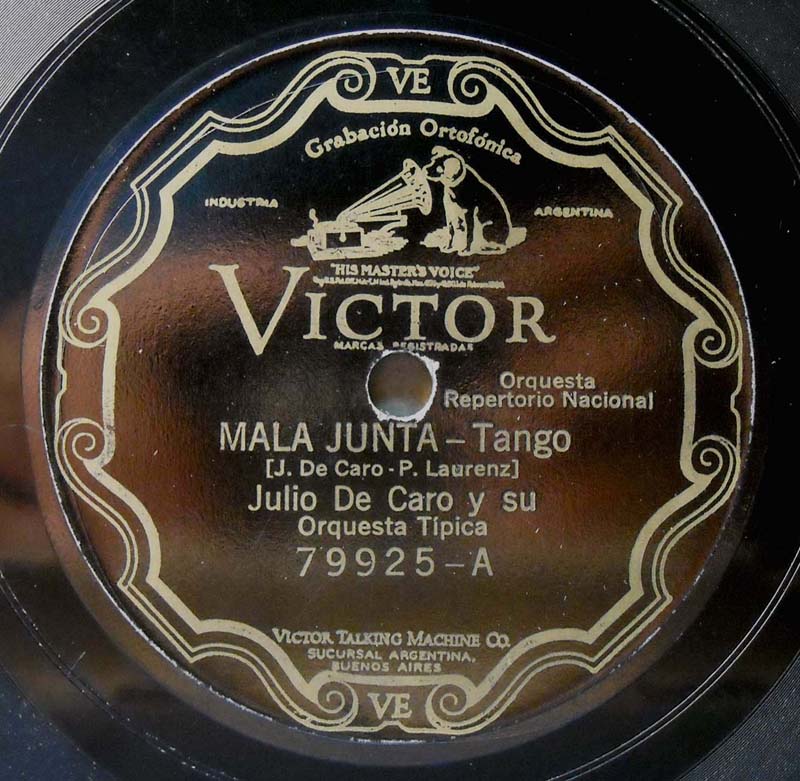 VE
Grabación Ortofónica
INDUSTRIA
ARGENTINA
"HIS MASTER'S VOICE"
VICTOR
MARCAS REGISTRADAS
Orquesta
Repertorio Nacional
MALA JUNTA – Tango
[J. De Caro - P. Laurenz]
Julio De Caro y su
Orquesta Típica
79925 – A
VICTOR TALKING MACHINE CO.
SUCURSAL ARGENTINA,
BUENOS AIRES
VE